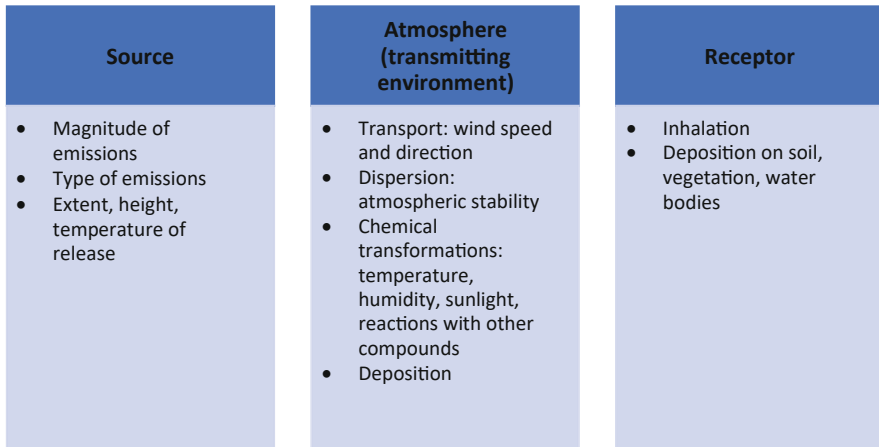 Source
• Magnitude of
emissions
• Type of emissions
• Extent, height,
temperature of
release
Atmosphere
(transmitting
environment)
• Transport: wind speed
and direction
• Dispersion:
atmospheric stability
• Chemical
transformations:
temperature,
humidity, sunlight,
reactions with other
compounds
• Deposition
Receptor
• Inhalation
• Deposition on soil,
vegetation, water
bodies